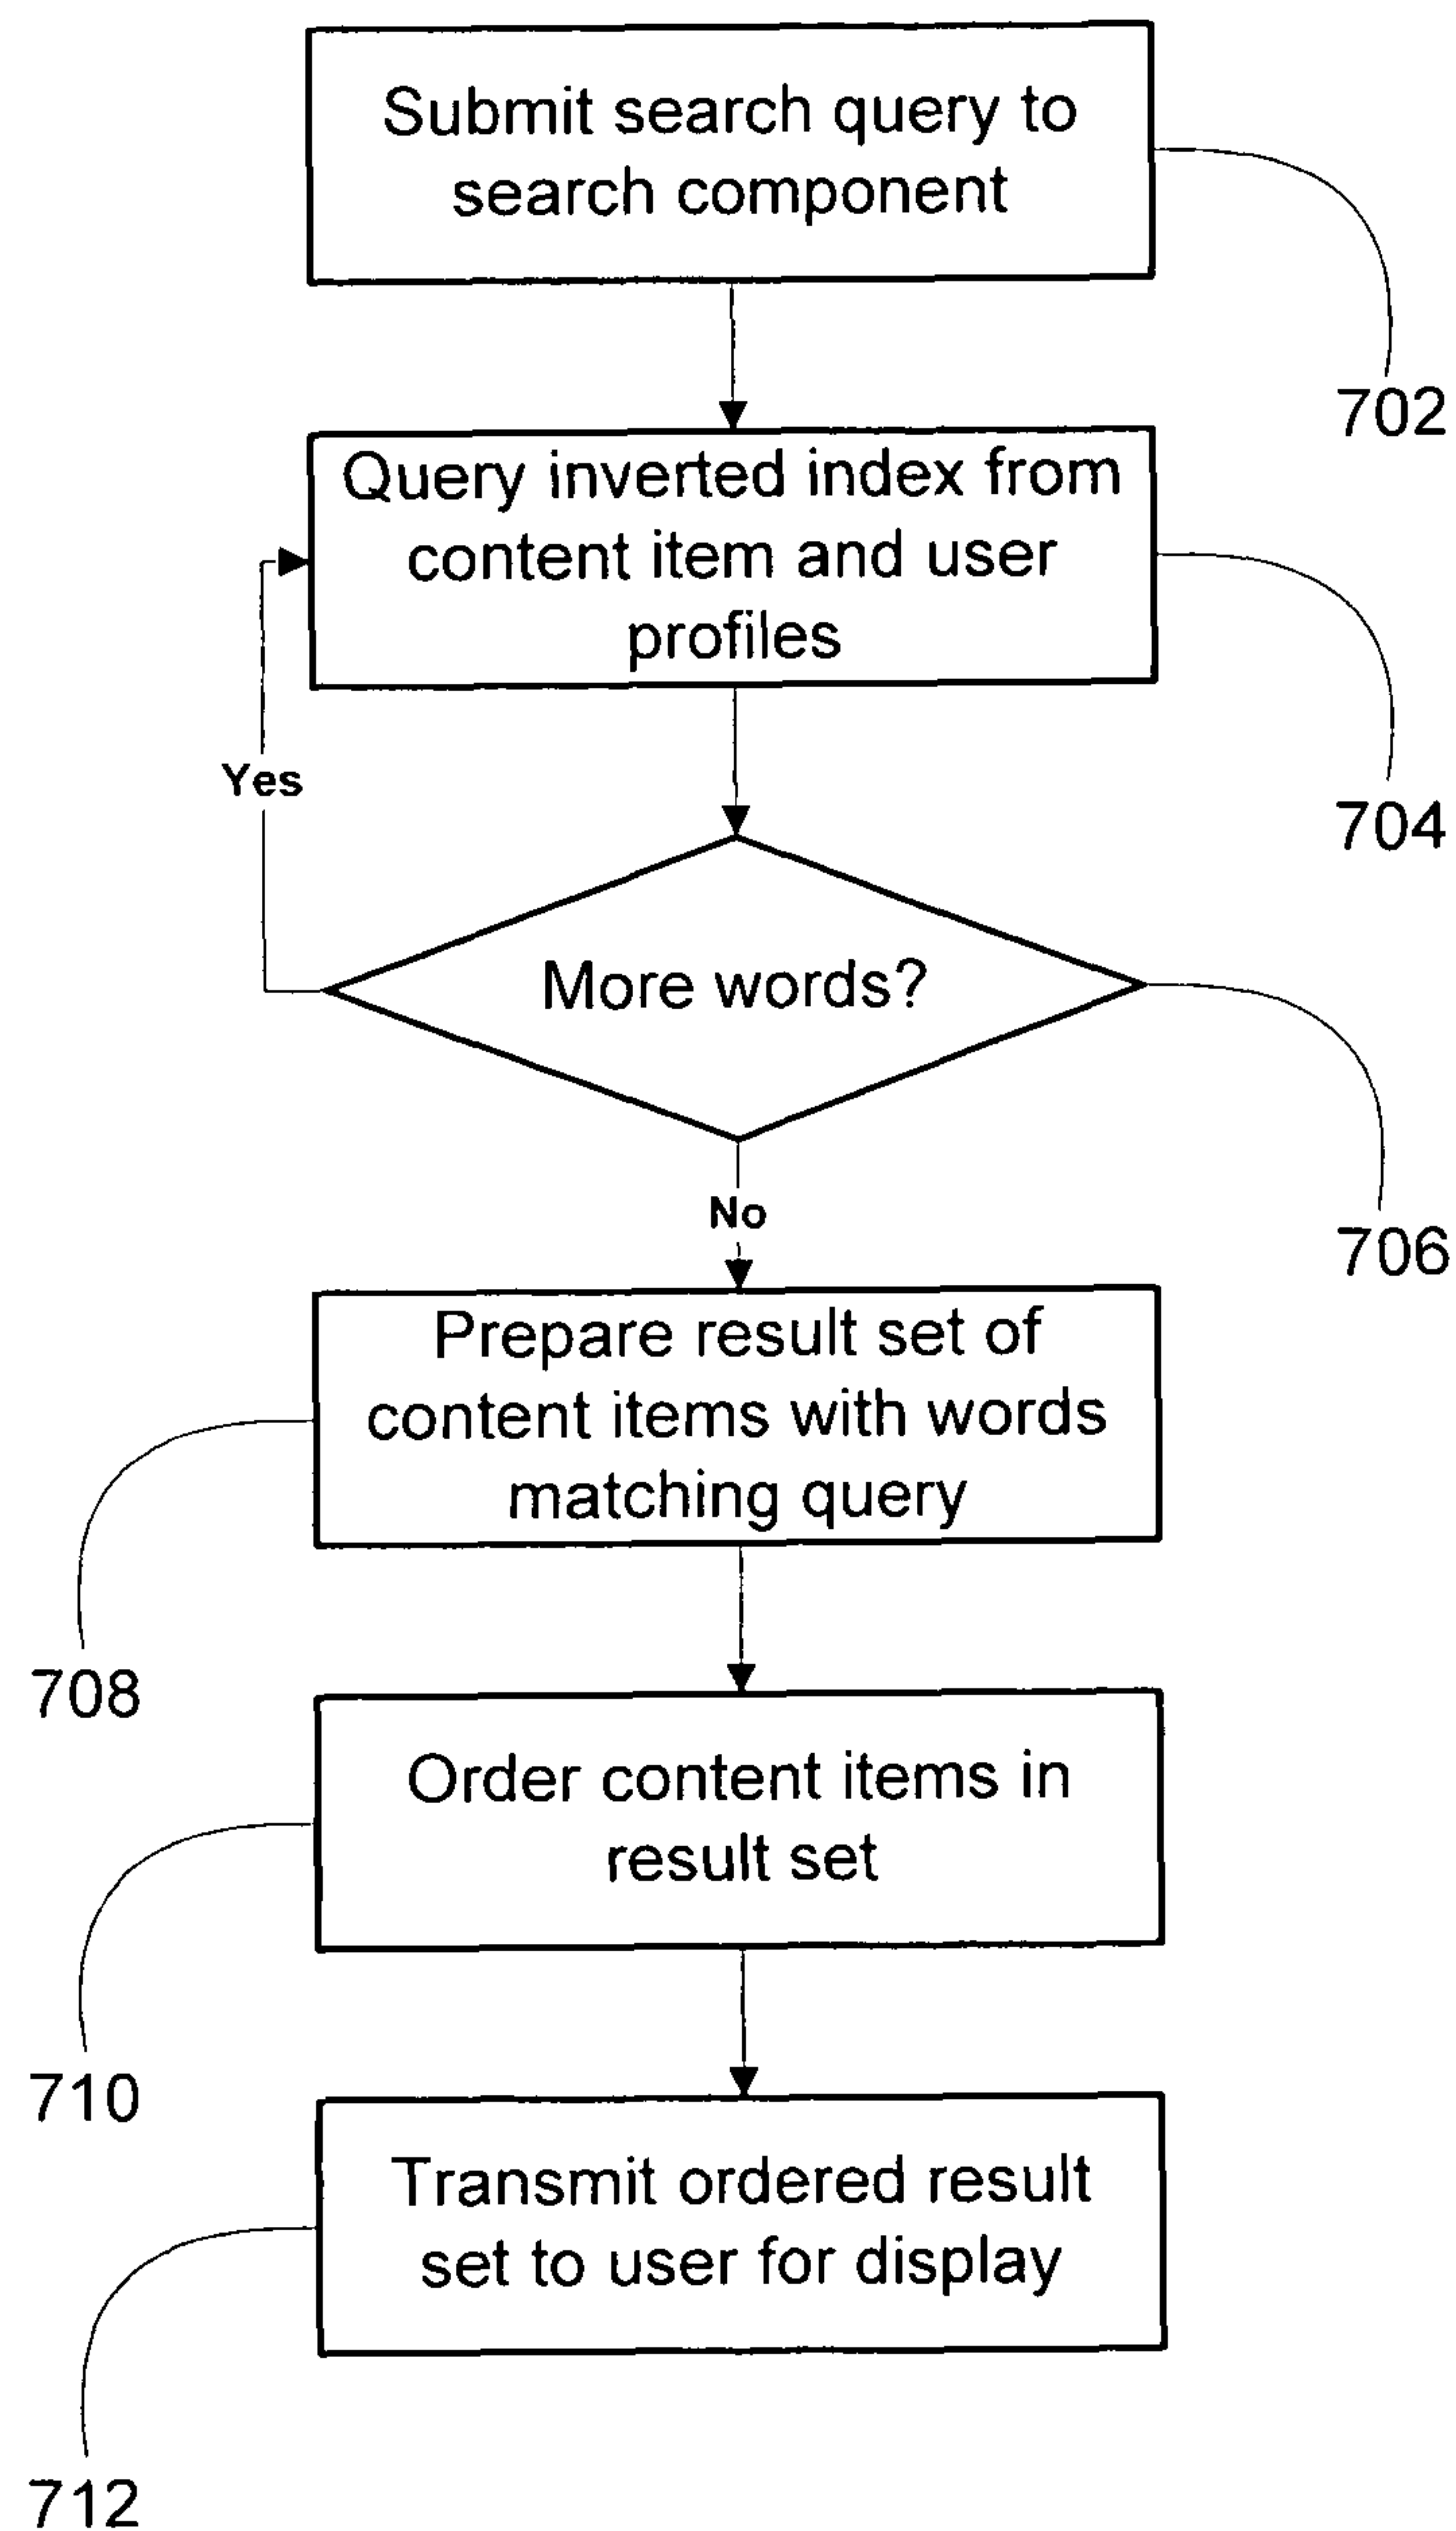 Submit search query to
search component
702
Query inverted index from
content item and user
profiles
704
Yes
More words?
706
No
Prepare result set of
content items with words
matching query
708
Order content items in
result set
710
Transmit ordered result
set to user for display
712